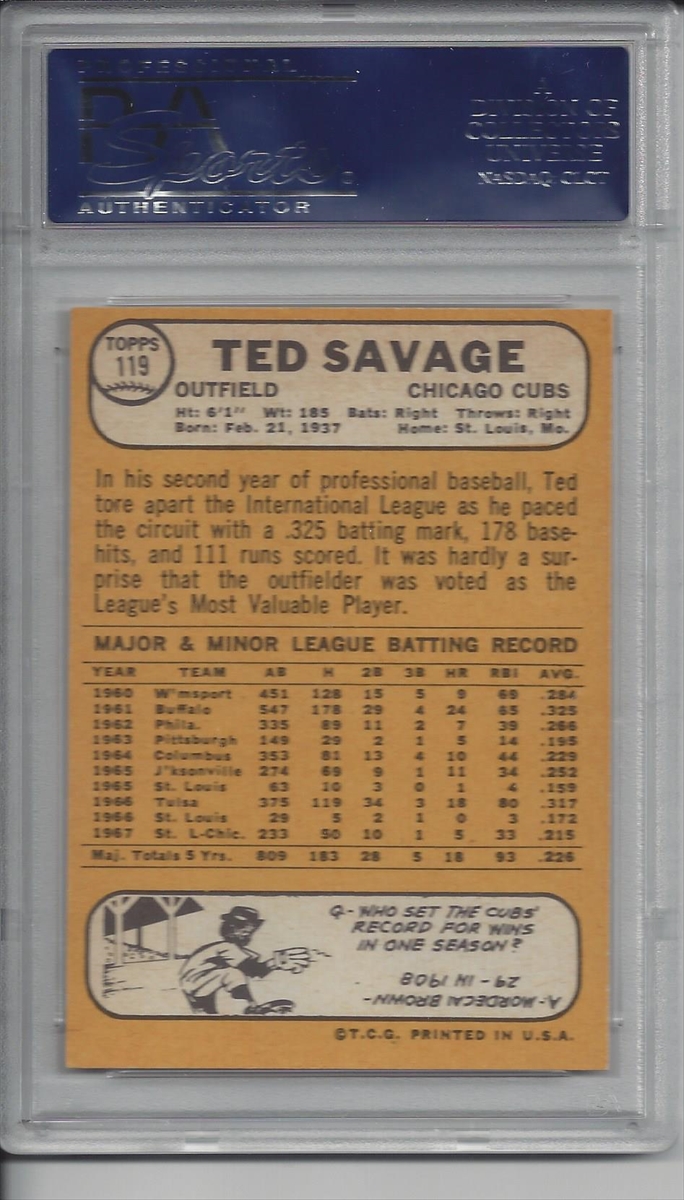 PROFESSIONAL
PSA
Sports
AUTHENTICATOR
A
DIVISION OF
COLLECTORS
UNIVERSE
NASDAQ: CLCT
TOPPS
119
TED SAVAGE
OUTFIELD CHICAGO CUBS
Ht: 6'1" Wt: 185 Bats: Right Throws: Right
Born: Feb. 21, 1937 Home: St. Louis, Mo.
In his second year of professional baseball, Ted
tore apart the International League as he paced
the circuit with a .325 batting mark, 178 base-
hits, and 111 runs scored. It was hardly a sur-
prise that the outfielder was voted as the
League's Most Valuable Player.
MAJOR & MINOR LEAGUE BATTING RECORD
YEAR TEAM AB H 2B 3B HR RBI AVG.
1960 W'msport 451 128 15 5 9 69 .284
1961 Buffalo 547 178 29 4 24 65 .325
1962 Phila. 335 89 11 2 7 39 .266
1963 Pittsburgh 149 29 2 1 5 14 .195
1964 Columbus 353 81 13 4 10 44 .229
1965 J'ksonville 274 69 9 1 11 34 .252
1965 St. Louis 63 10 3 0 1 4 .159
1966 Tulsa 375 119 34 3 18 80 .317
1966 St. Louis 29 5 2 1 0 3 .172
1967 St. L-Chic. 233 50 10 1 5 33 .215
Maj. Totals 5 Yrs. 809 183 28 5 18 93 .226
Q- WHO SET THE CUBS'
RECORD FOR WINS
IN ONE SEASON?
A- MORDECAI BROWN-
29 - IN 1908
©T.C.G. PRINTED IN U.S.A.